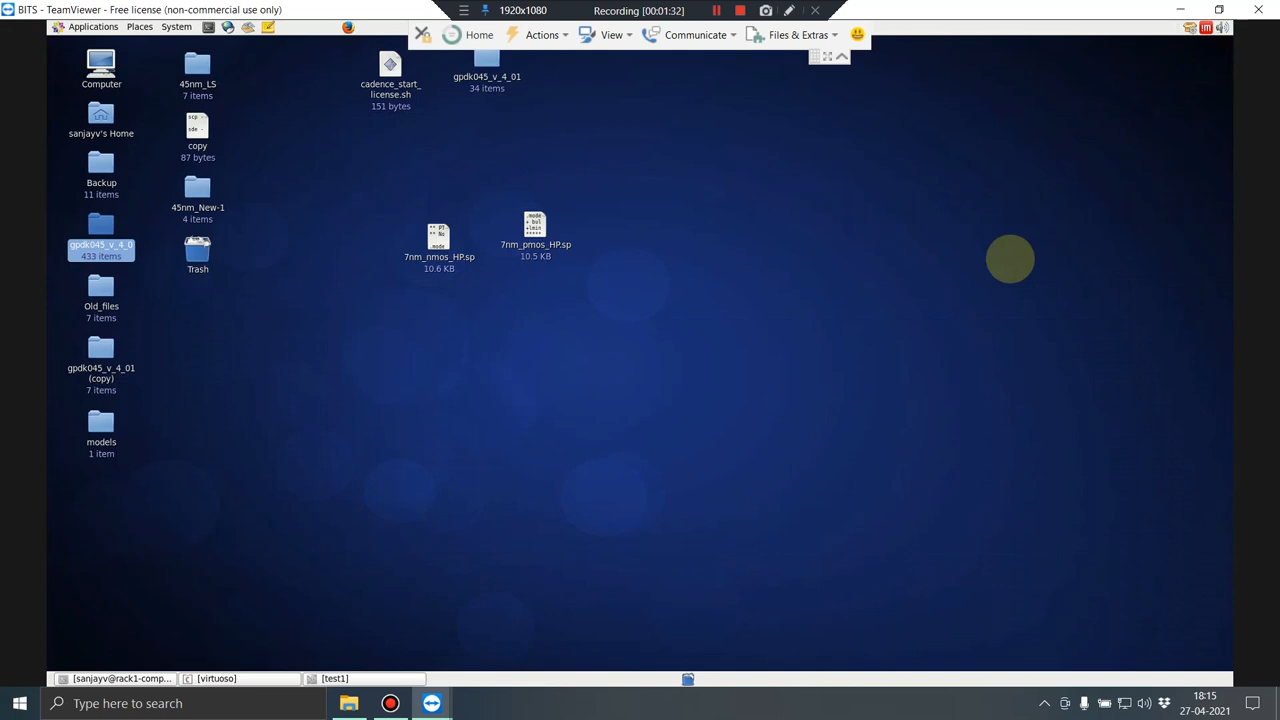 BITS - TeamViewer - Free license (non-commercial use only)
1920x1080
Recording [00:01:32]
Applications Places System
Home
Actions
View
Communicate
Files & Extras
Computer
45nm_LS
7 items
cadence_start_
license.sh
151 bytes
gpdk045_v_4_01
34 items
sanjayv's Home
copy
87 bytes
Backup
11 items
45nm_New-1
4 items
gpdk045_v_4_0
433 items
Trash
7nm_nmos_HP.sp
10.6 KB
7nm_pmos_HP.sp
10.5 KB
Old_files
7 items
gpdk045_v_4_01
(copy)
7 items
models
1 item
[sanjayv@rack1-comp...
[virtuoso]
[test1]
Type here to search
18:15
27-04-2021